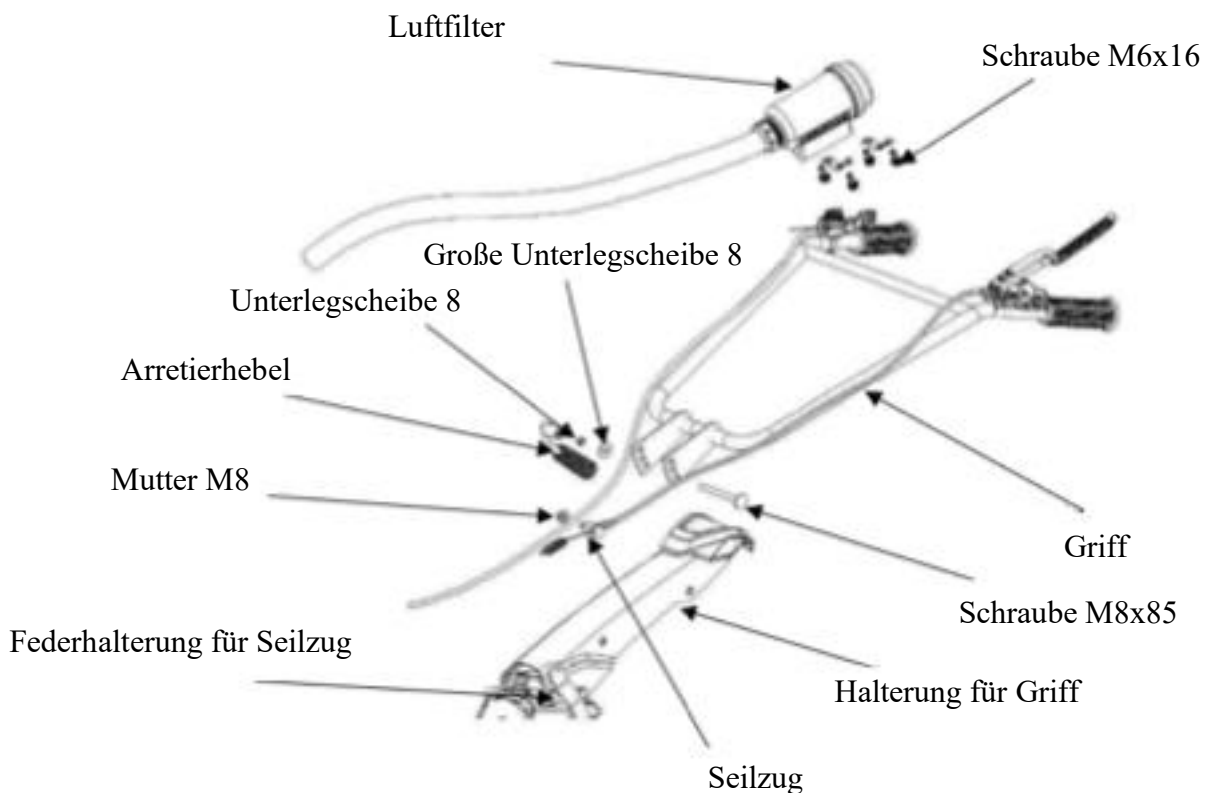 Luftfilter
Schraube M6x16
Große Unterlegscheibe 8
Unterlegscheibe 8
Arretierhebel
Mutter M8
Griff
Schraube M8x85
Federhalterung für Seilzug
Halterung für Griff
Seilzug